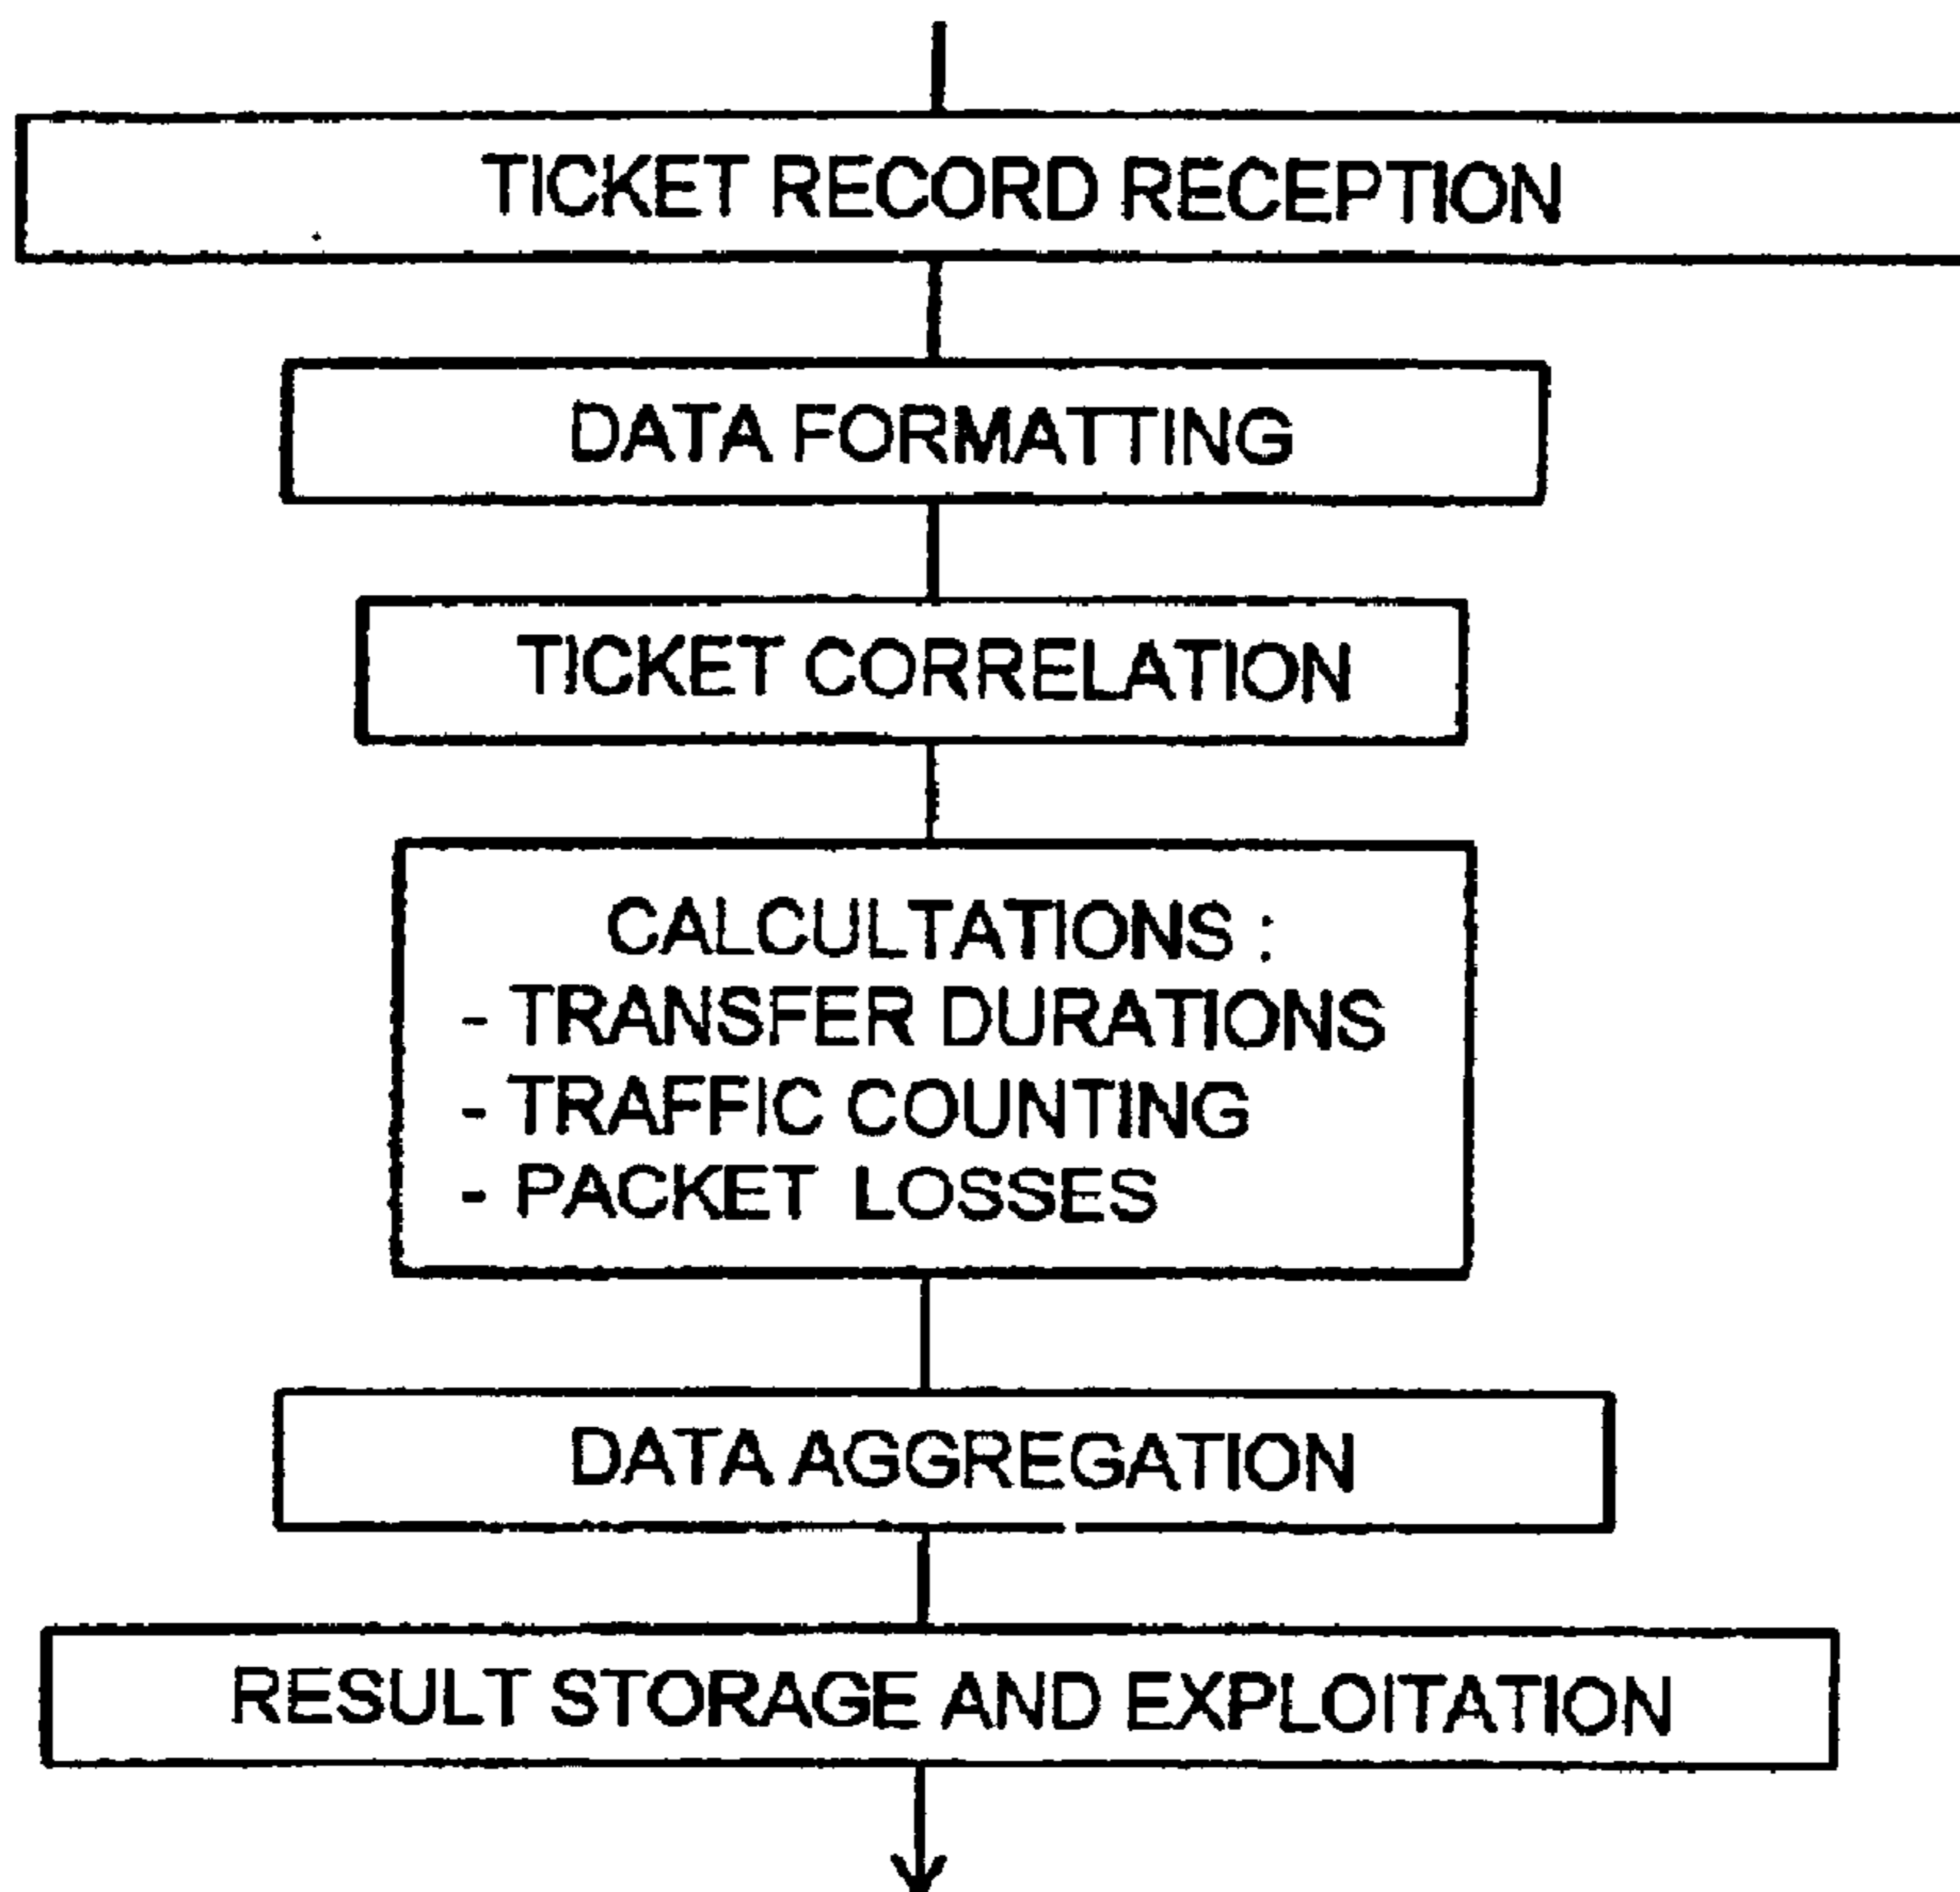 TICKET RECORD RECEPTION
DATA FORMATTING
TICKET CORRELATION
CALCULTATIONS :
- TRANSFER DURATIONS
- TRAFFIC COUNTING
- PACKET LOSSES
DATA AGGREGATION
RESULT STORAGE AND EXPLOITATION